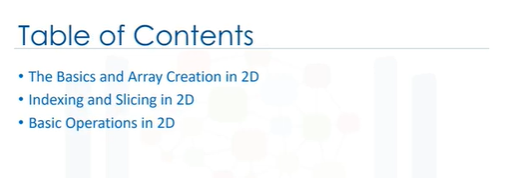 Table of Contents
• The Basics and Array Creation in 2D
• Indexing and Slicing in 2D
• Basic Operations in 2D